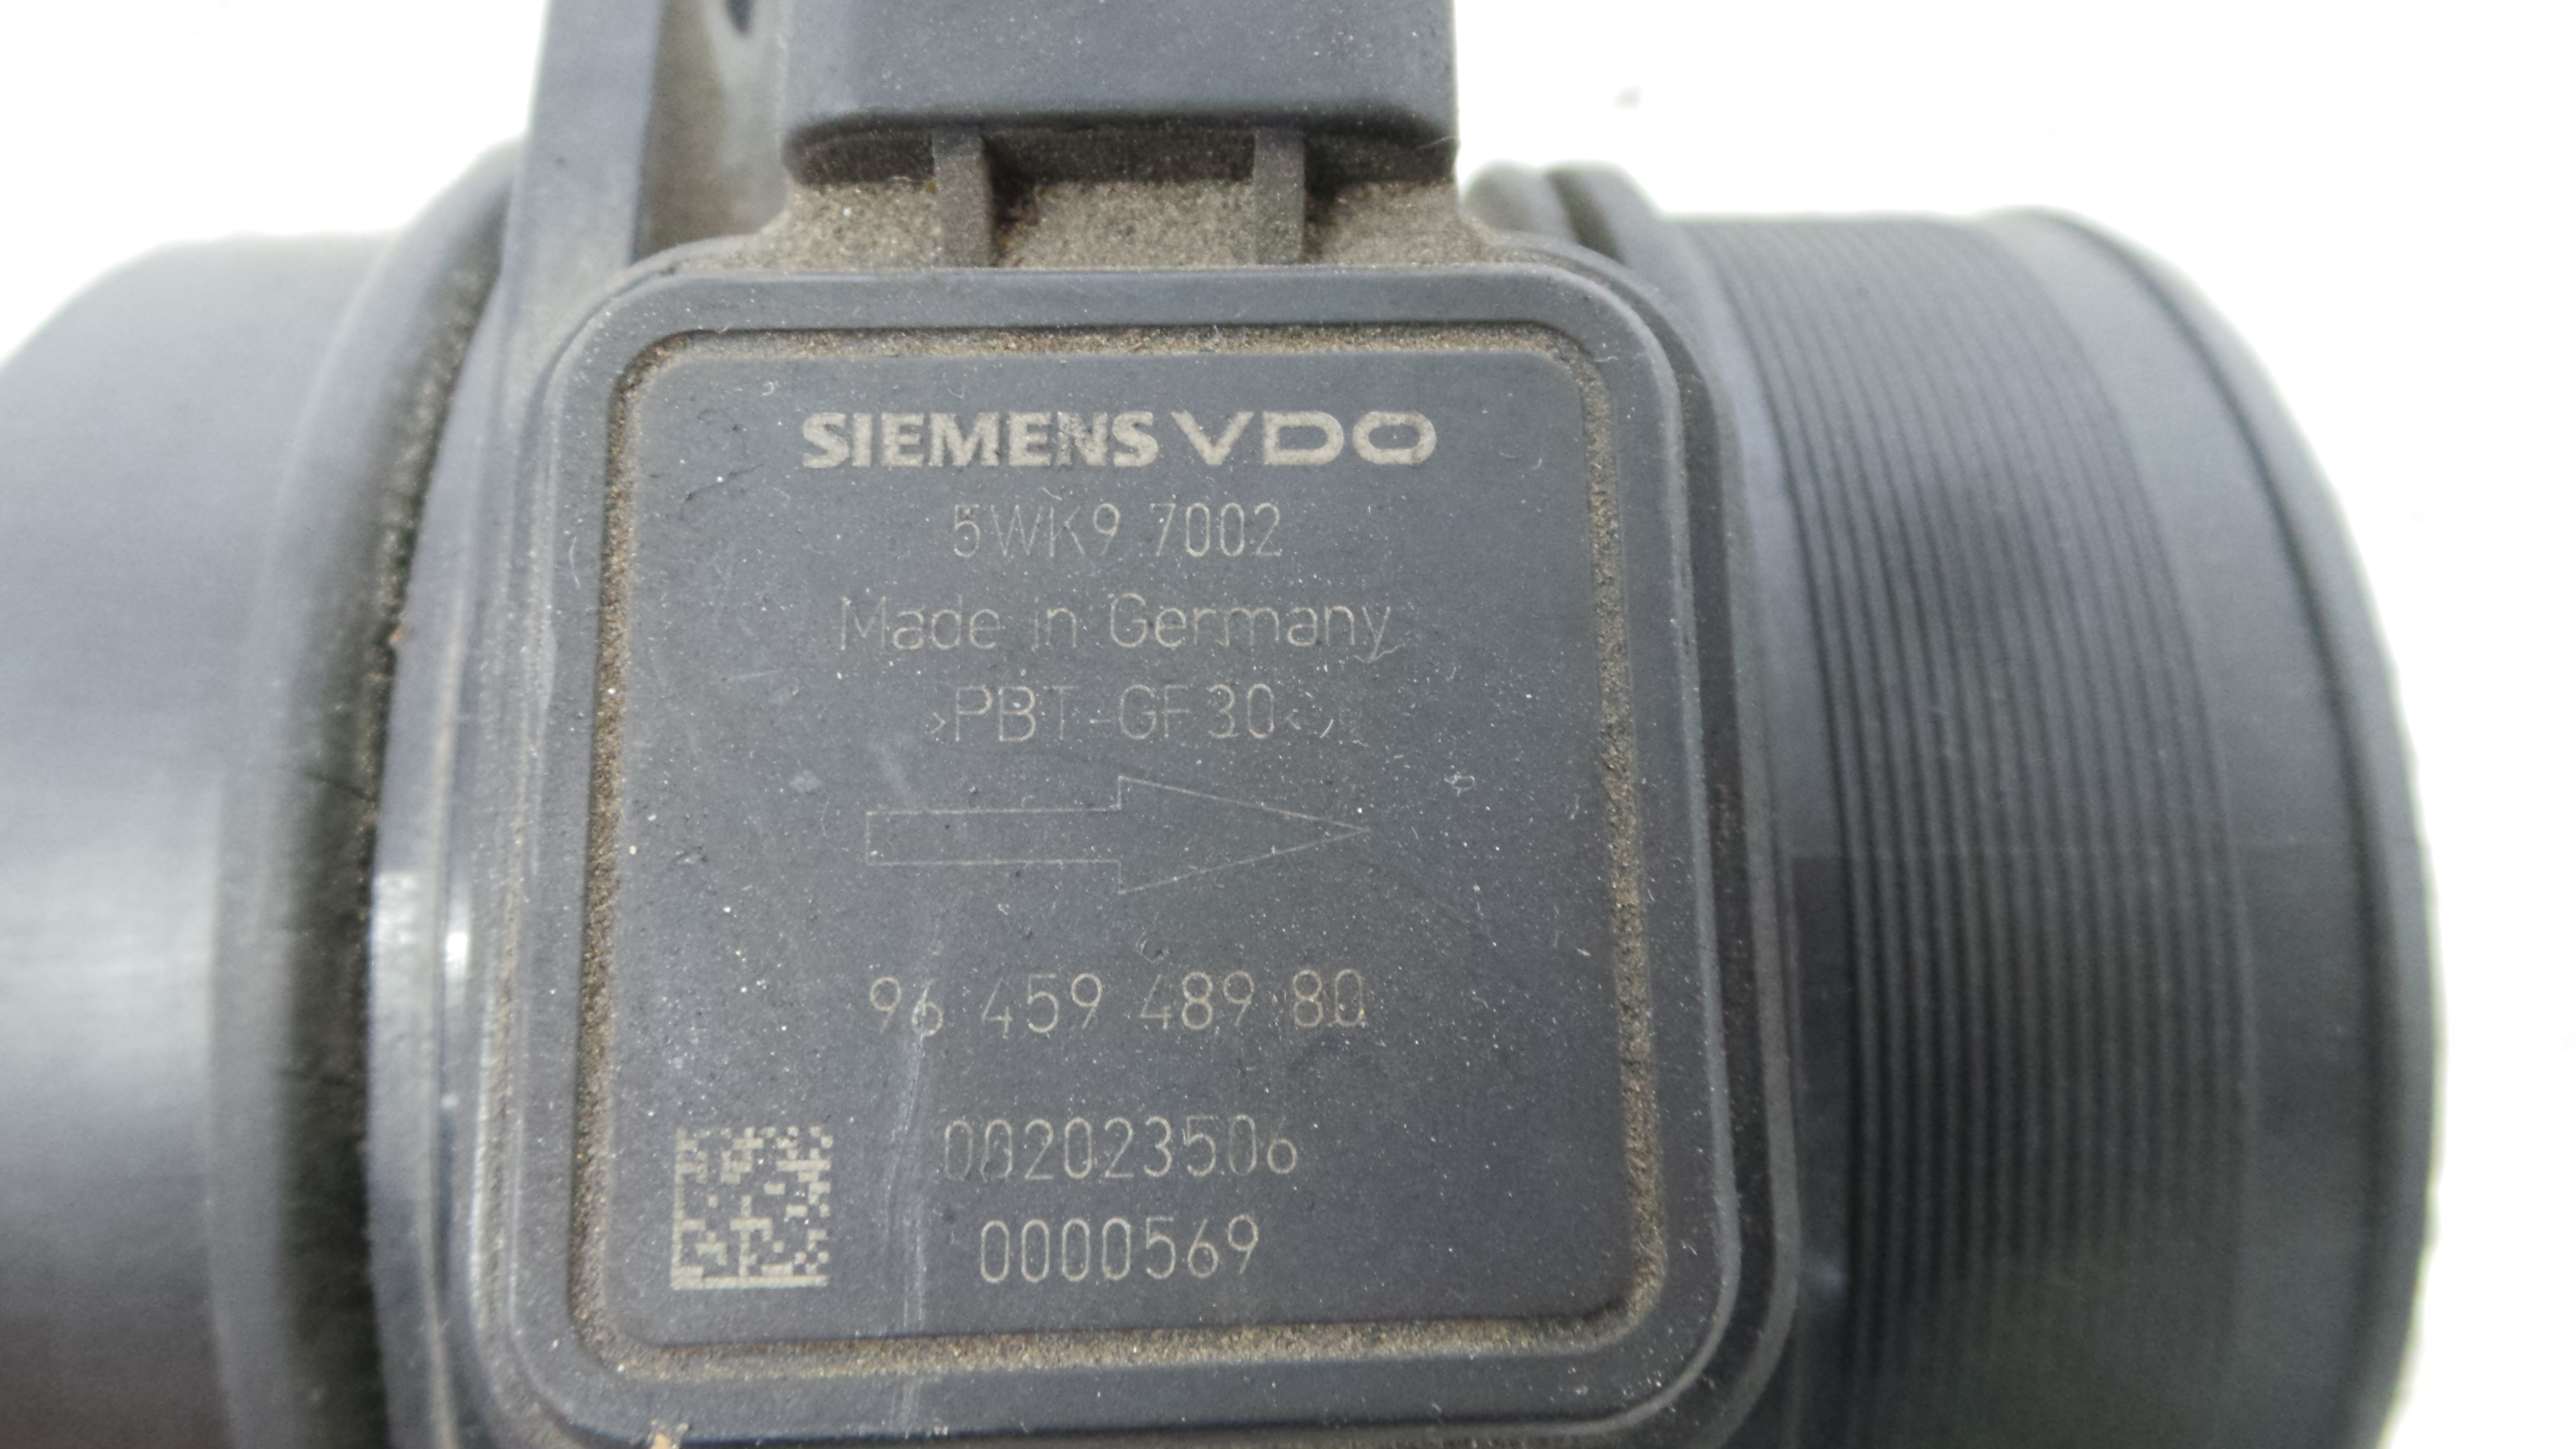 SIEMENS VDO
5WK9 7002
Made in Germany
>PBT-GF30<
96 459 489 80
002023506
0000569